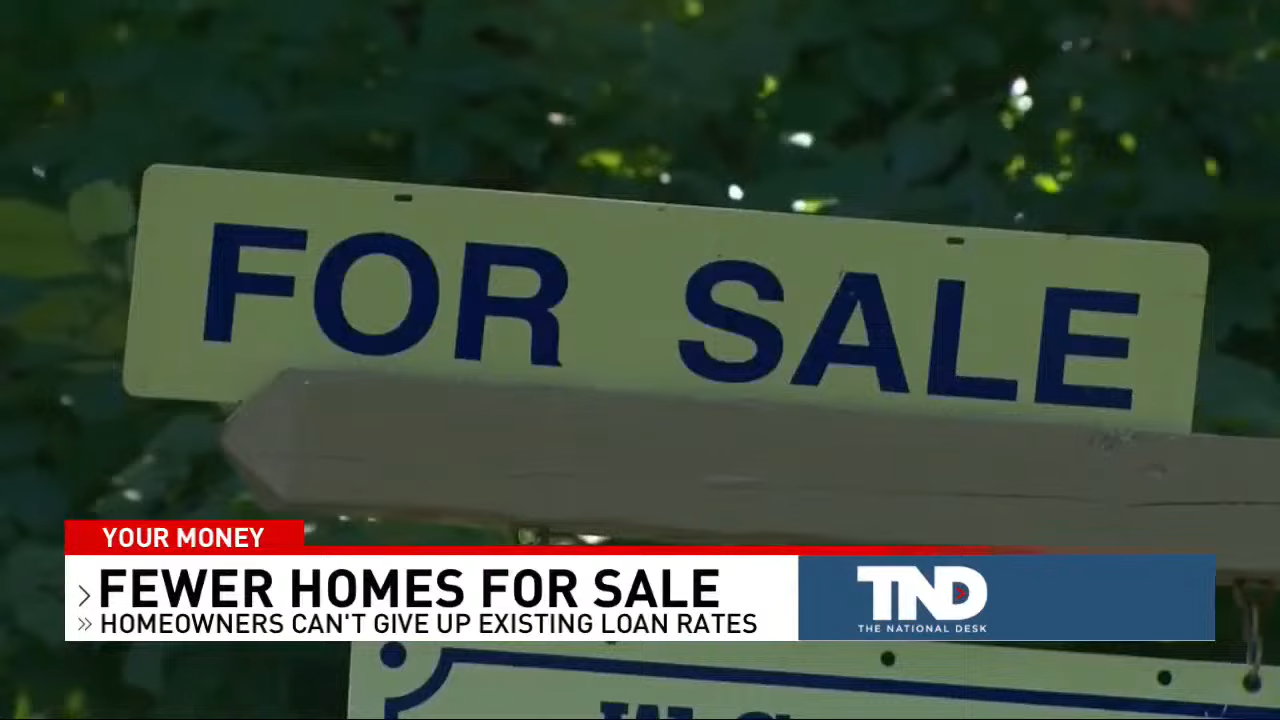 FOR SALE
YOUR MONEY
FEWER HOMES FOR SALE
HOMEOWNERS CAN'T GIVE UP EXISTING LOAN RATES
TND
THE NATIONAL DESK